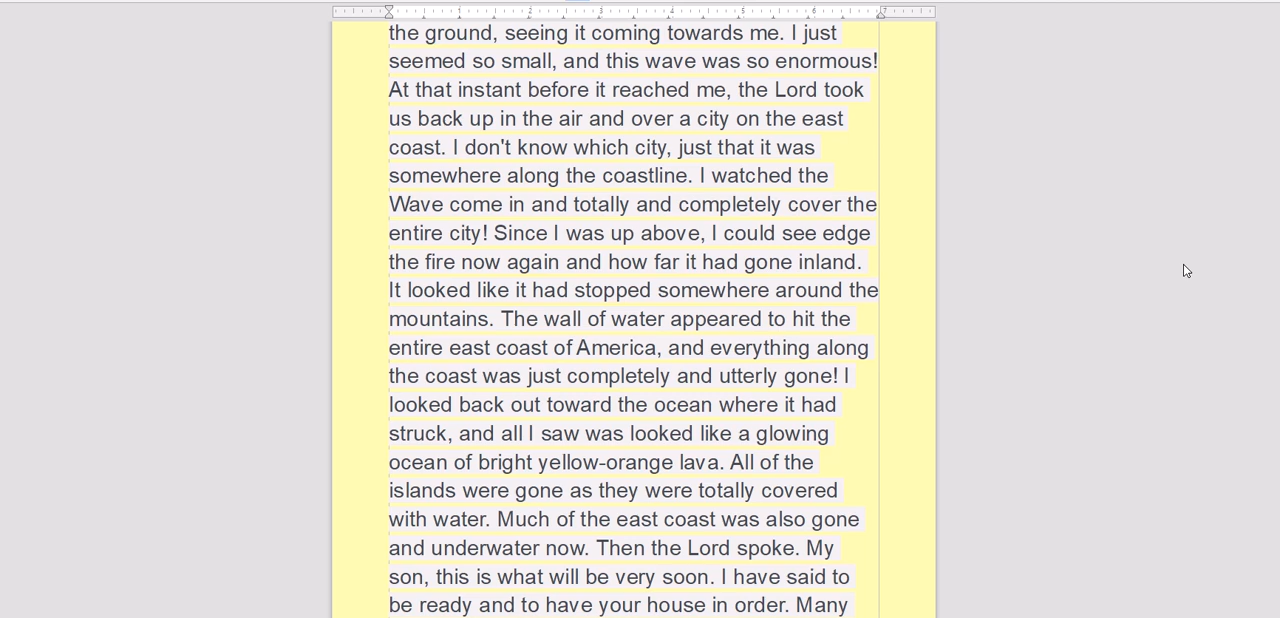 1 2 3 4 5 6 7
the ground, seeing it coming towards me. I just
seemed so small, and this wave was so enormous!
At that instant before it reached me, the Lord took
us back up in the air and over a city on the east
coast. I don't know which city, just that it was
somewhere along the coastline. I watched the
Wave come in and totally and completely cover the
entire city! Since I was up above, I could see edge
the fire now again and how far it had gone inland.
It looked like it had stopped somewhere around the
mountains. The wall of water appeared to hit the
entire east coast of America, and everything along
the coast was just completely and utterly gone! I
looked back out toward the ocean where it had
struck, and all I saw was looked like a glowing
ocean of bright yellow-orange lava. All of the
islands were gone as they were totally covered
with water. Much of the east coast was also gone
and underwater now. Then the Lord spoke. My
son, this is what will be very soon. I have said to
be ready and to have your house in order. Many